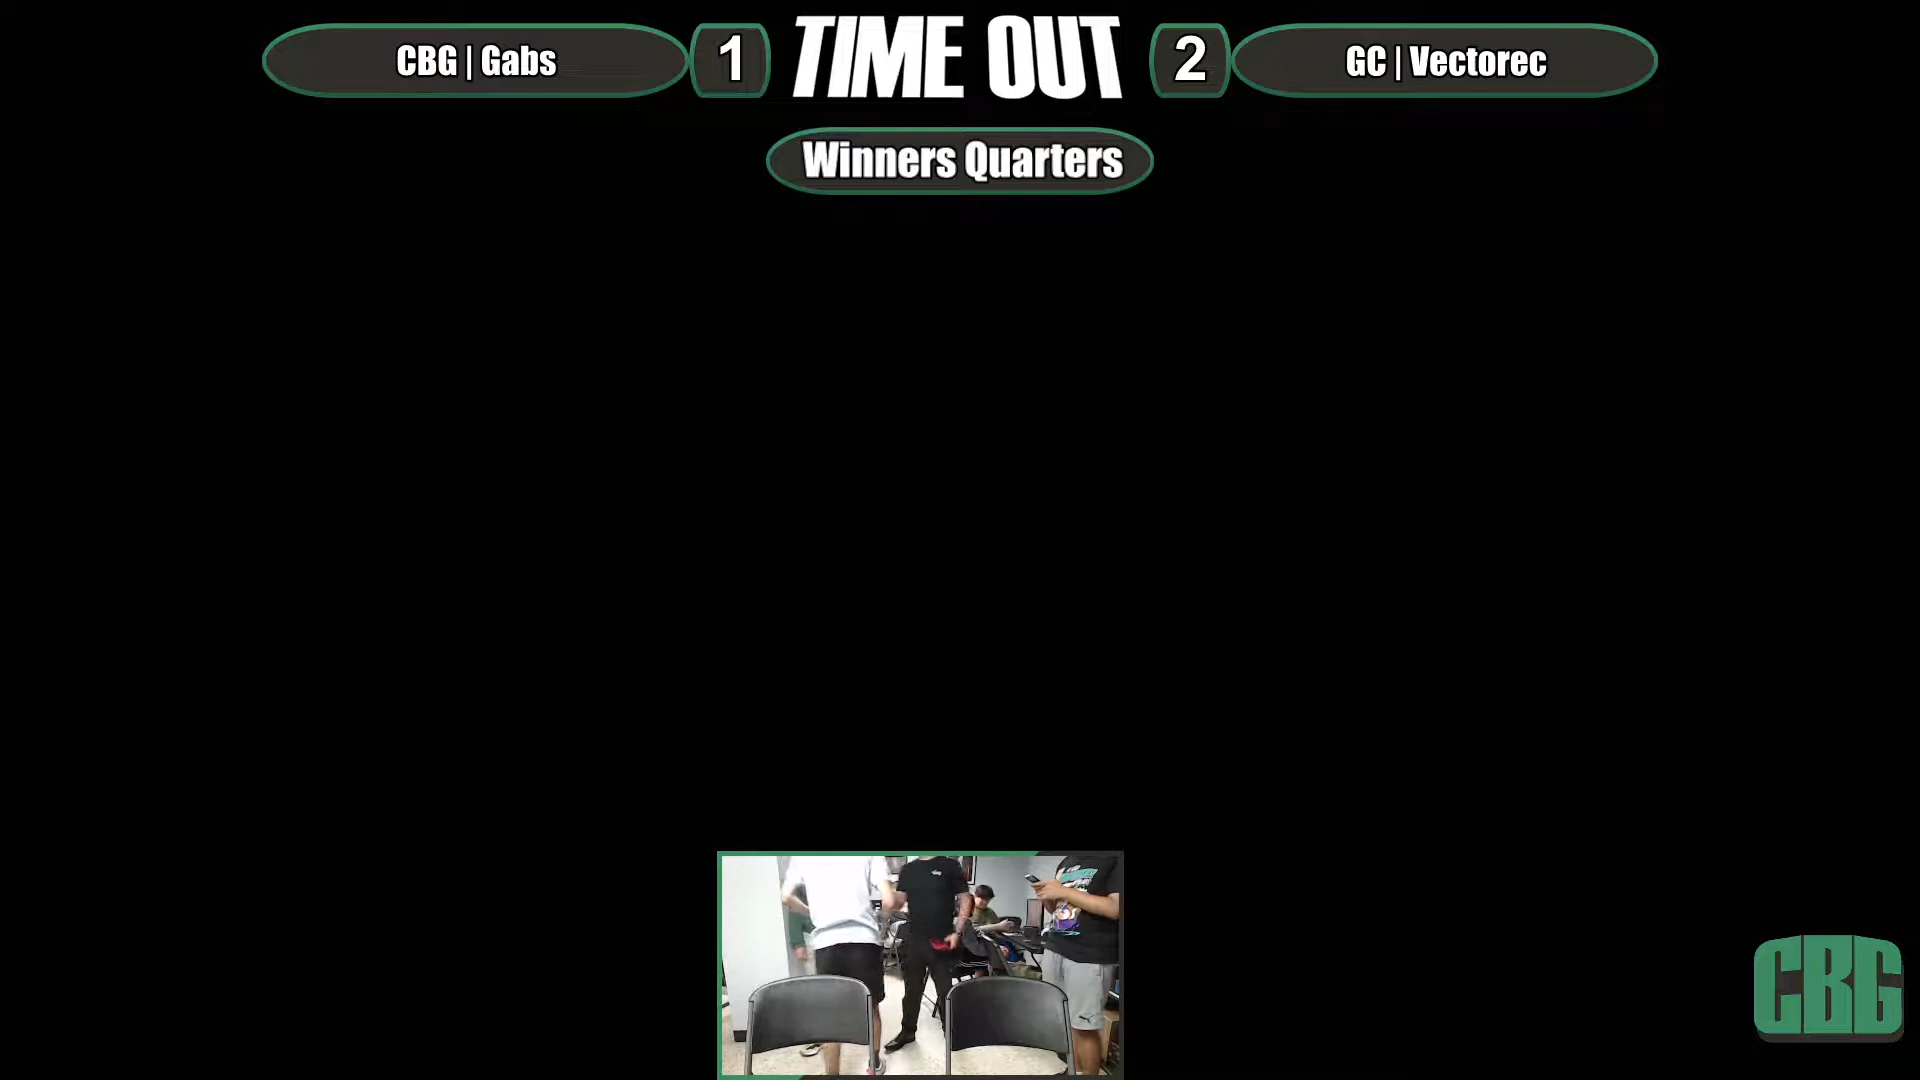 CBG | Gabs
1
TIME OUT
2
GC | Vectorec
Winners Quarters
CBG